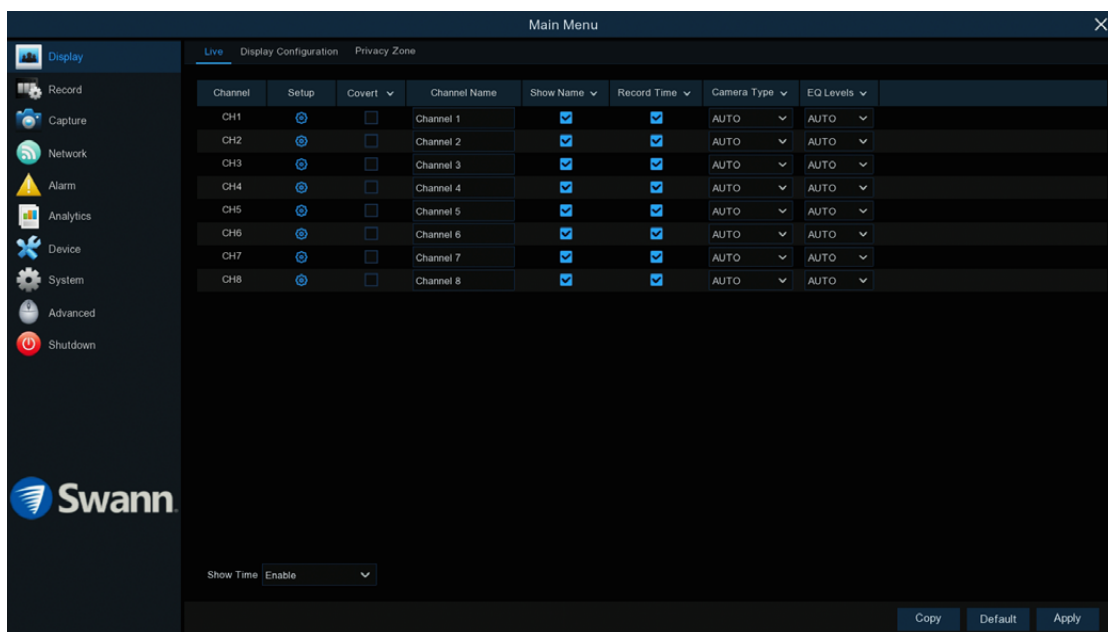 Main Menu
Display
Live Display Configuration Privacy Zone
Record
Capture
Network
Alarm
Analytics
Device
System
Advanced
Shutdown
Swann
Channel Setup Covert Channel Name Show Name Record Time Camera Type EQ Levels
CH1 Channel 1 AUTO AUTO
CH2 Channel 2 AUTO AUTO
CH3 Channel 3 AUTO AUTO
CH4 Channel 4 AUTO AUTO
CH5 Channel 5 AUTO AUTO
CH6 Channel 6 AUTO AUTO
CH7 Channel 7 AUTO AUTO
CH8 Channel 8 AUTO AUTO
Show Time Enable
Copy Default Apply